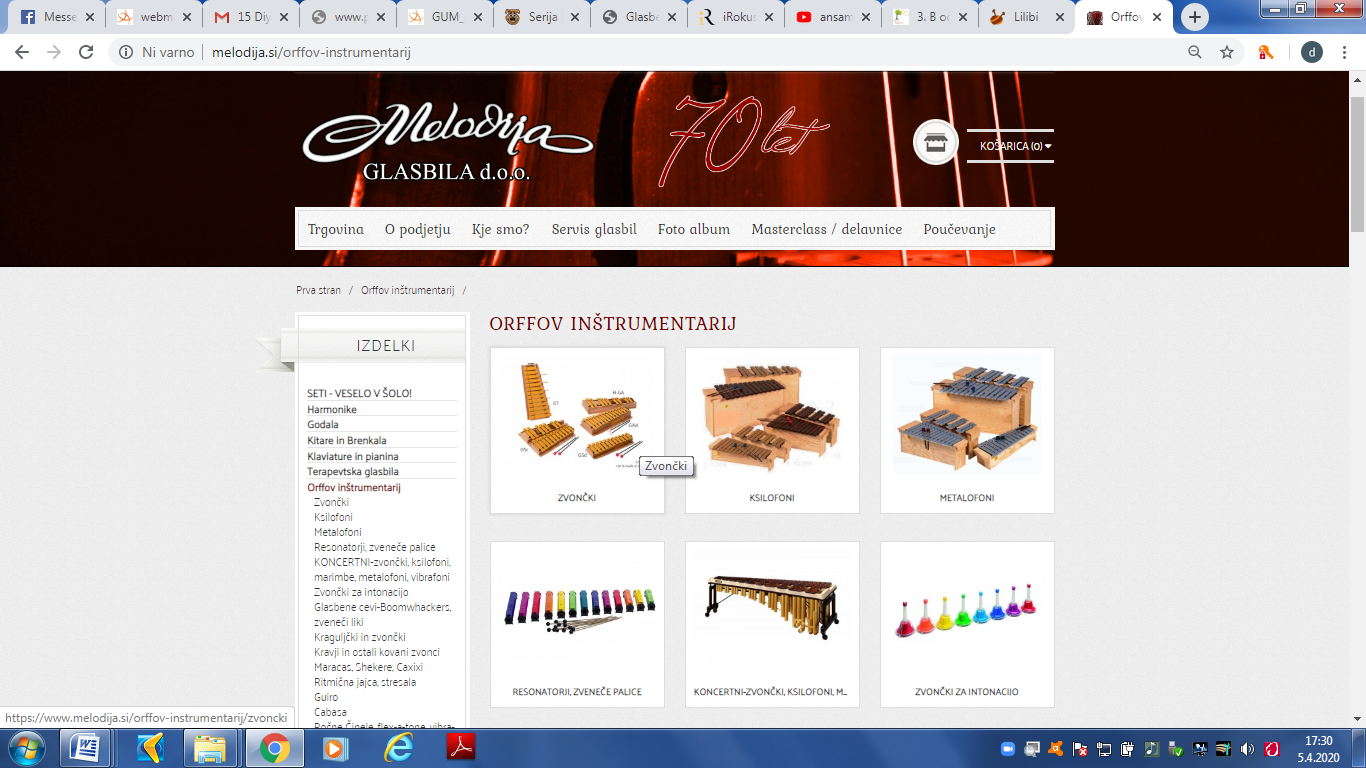 Messe
webm
15 Diy
www.p
GUM_
Serija
Glasbe
iRokus
ansam
3. B oc
Lilibi
Orffov
Ni varno
melodija.si/orffov-instrumentarij
d
Melodija
GLASBILA d.o.o.
70 let
KOŠARICA (0)
Trgovina O podjetju Kje smo? Servis glasbil Foto album Masterclass / delavnice Poučevanje
Prva stran / Orffov inštrumentarij /
IZDELKI
SETI - VESELO V ŠOLO!
Harmonike
Godala
Kitare in Brenkala
Klaviature in pianina
Terapevtska glasbila
Orffov inštrumentarij
Zvončki
Ksilofoni
Metalofoni
Resonatorji, zveneče palice
KONCERTNI-zvončki, ksilofoni,
marimbe, metalofoni, vibrafoni
Zvončki za intonacijo
Glasbene cevi-Boomwhackers,
zveneči liki
Kraguljčki in zvončki
Kravji in ostali kovani zvonci
Maracas, Shekere, Caxixi
Ritmična jajca, stresala
Guiro
Cabasa
Ročne Činele, flex-a-tone, vibra-
ORFFOV INŠTRUMENTARIJ
ZVONČKI
KSILOFONI
METALOFONI
Zvončki
RESONATORJI, ZVENEČE PALICE
KONCERTNI-ZVONČKI, KSILOFONI, M...
ZVONČKI ZA INTONACIJO
https://www.melodija.si/orffov-instrumentarij/zvoncki
17:30
5.4.2020